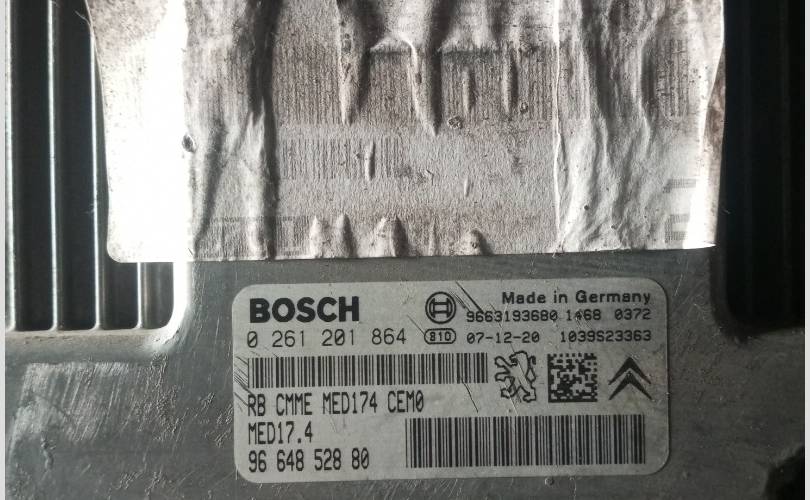 BOSCH Made in Germany
9663193680 1468 0372
0 261 201 864 810 07-12-20 1039S23363
RB CMME MED174 CEM0
MED17.4
96 648 528 80